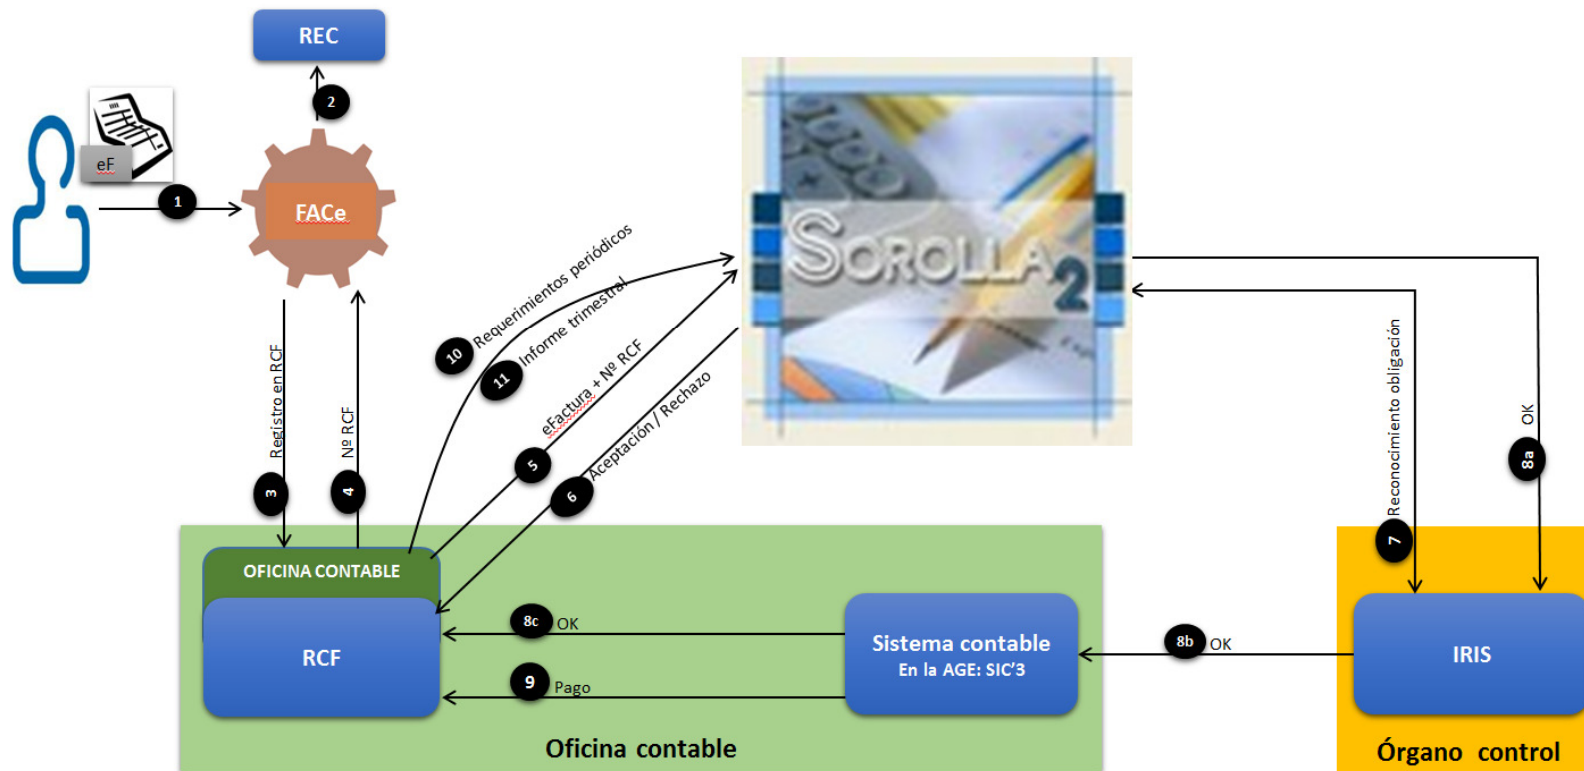 REC
2
eF
1
FACe
SOROLLA2
10 Requerimientos periódicos
11 Informe trimestral
5 eFactura + Nº RCF
6 Aceptación / Rechazo
3 Registro en RCF
4 Nº RCF
7 Reconocimiento obligación
8a OK
OFICINA CONTABLE
RCF
8c OK
9 Pago
Sistema contable
En la AGE: SIC'3
8b OK
IRIS
Oficina contable
Órgano control